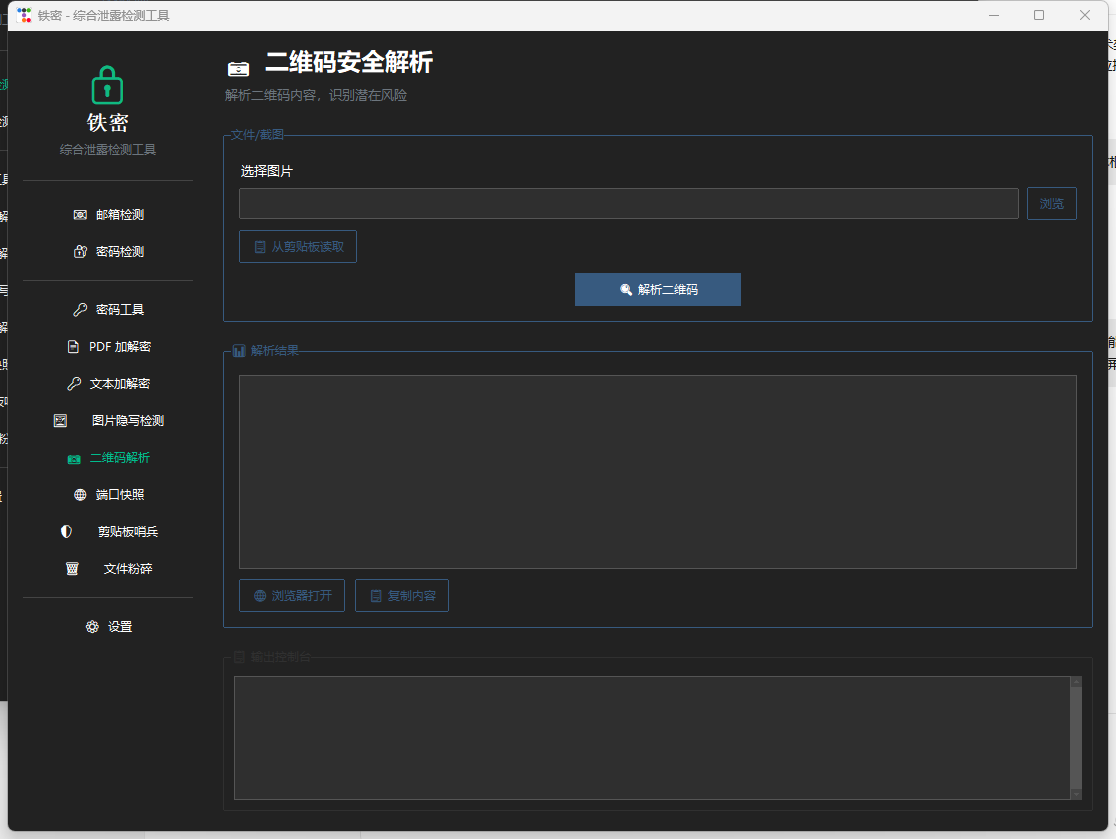 铁密 - 综合泄露检测工具
铁密
综合泄露检测工具
邮箱检测
密码检测
密码工具
PDF 加解密
文本加解密
图片隐写检测
二维码解析
端口快照
剪贴板哨兵
文件粉碎
设置
二维码安全解析
解析二维码内容，识别潜在风险
文件/截图
选择图片
浏览
从剪贴板读取
解析二维码
解析结果
浏览器打开
复制内容
输出控制台